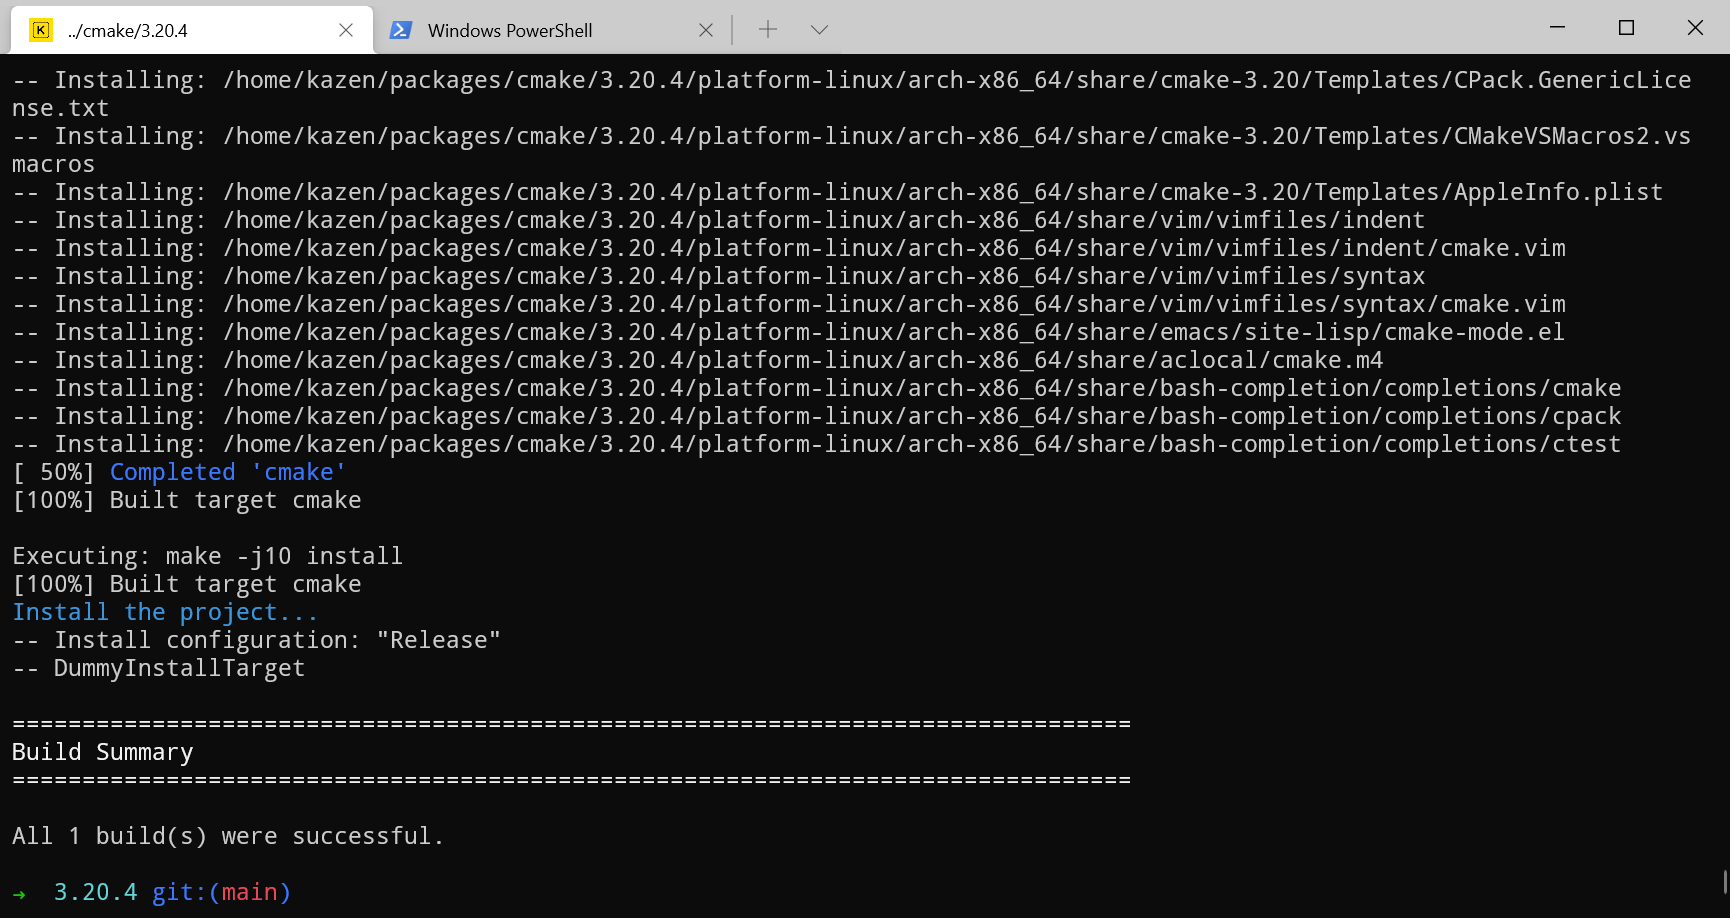 K ../cmake/3.20.4 Windows PowerShell
-- Installing: /home/kazen/packages/cmake/3.20.4/platform-linux/arch-x86_64/share/cmake-3.20/Templates/CPack.GenericLice
nse.txt
-- Installing: /home/kazen/packages/cmake/3.20.4/platform-linux/arch-x86_64/share/cmake-3.20/Templates/CMakeVSMacros2.vs
macros
-- Installing: /home/kazen/packages/cmake/3.20.4/platform-linux/arch-x86_64/share/cmake-3.20/Templates/AppleInfo.plist
-- Installing: /home/kazen/packages/cmake/3.20.4/platform-linux/arch-x86_64/share/vim/vimfiles/indent
-- Installing: /home/kazen/packages/cmake/3.20.4/platform-linux/arch-x86_64/share/vim/vimfiles/indent/cmake.vim
-- Installing: /home/kazen/packages/cmake/3.20.4/platform-linux/arch-x86_64/share/vim/vimfiles/syntax
-- Installing: /home/kazen/packages/cmake/3.20.4/platform-linux/arch-x86_64/share/vim/vimfiles/syntax/cmake.vim
-- Installing: /home/kazen/packages/cmake/3.20.4/platform-linux/arch-x86_64/share/emacs/site-lisp/cmake-mode.el
-- Installing: /home/kazen/packages/cmake/3.20.4/platform-linux/arch-x86_64/share/aclocal/cmake.m4
-- Installing: /home/kazen/packages/cmake/3.20.4/platform-linux/arch-x86_64/share/bash-completion/completions/cmake
-- Installing: /home/kazen/packages/cmake/3.20.4/platform-linux/arch-x86_64/share/bash-completion/completions/cpack
-- Installing: /home/kazen/packages/cmake/3.20.4/platform-linux/arch-x86_64/share/bash-completion/completions/ctest
[ 50%] Completed 'cmake'
[100%] Built target cmake
Executing: make -j10 install
[100%] Built target cmake
Install the project...
-- Install configuration: "Release"
-- DummyInstallTarget
================================================================================
Build Summary
================================================================================
All 1 build(s) were successful.
→ 3.20.4 git:(main)